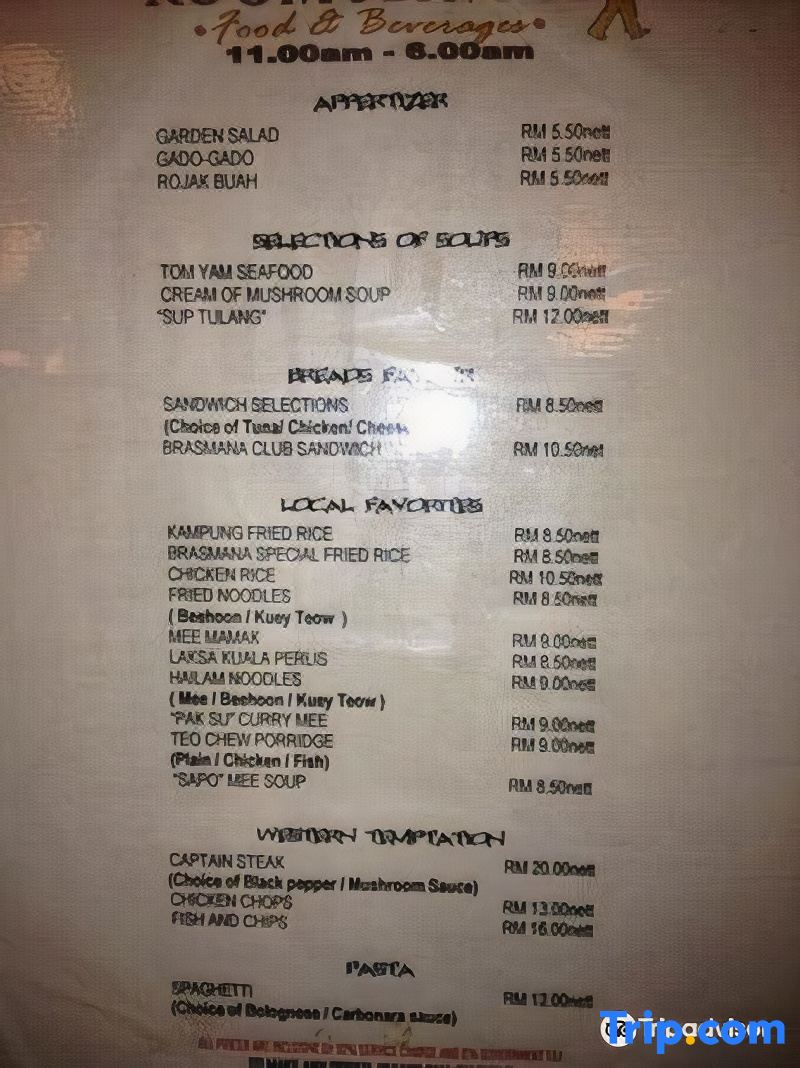 •Food & Beverages•
11.00am - 6.00am
APPERTIZER
GARDEN SALAD RM 5.50nett
GADO-GADO RM 5.50nett
ROJAK BUAH RM 5.50nett
SELECTIONS OF SOUPS
TOM YAM SEAFOOD RM 9.00nett
CREAM OF MUSHROOM SOUP RM 9.00nett
"SUP TULANG" RM 12.00nett
BREADS
SANDWICH SELECTIONS RM 8.50nett
(Choice of Tuna/ Chicken/
BRASMANA CLUB SANDWICH RM 10.50nett
LOCAL FAVORTIES
KAMPUNG FRIED RICE RM 8.50nett
BRASMANA SPECIAL FRIED RICE RM 8.50nett
CHICKEN RICE RM 10.50nett
FRIED NOODLES RM 8.50nett
( Beehoon / Kuey Teow )
MEE MAMAK RM 9.00nett
LAKSA KUALA PERLIS RM 8.50nett
HAILAM NOODLES RM 9.00nett
( Mee / Beehoon / Kuey Teow )
"PAK SU" CURRY MEE RM 9.00nett
TEO CHEW PORRIDGE RM 9.00nett
(Plain / Chicken / Fish)
"SAPO" MEE SOUP RM 8.50nett
WESTERN TEMPTATION
CAPTAIN STEAK RM 20.00nett
(Choice of Black pepper / Mushroom Sauce)
CHICKEN CHOPS RM 13.00nett
FISH AND CHIPS RM 16.00nett
PASTA
SPAGHETTI RM 12.00nett
(Choice of Bolognese / Carbonara sauce)
Tripadvisor
Trip.com